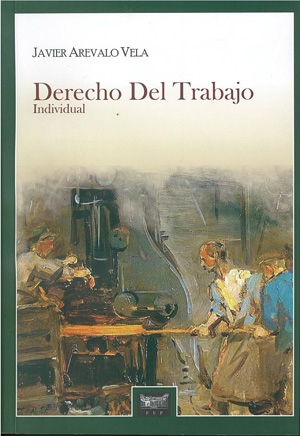 JAVIER AREVALO VELA
Derecho Del Trabajo
Individual